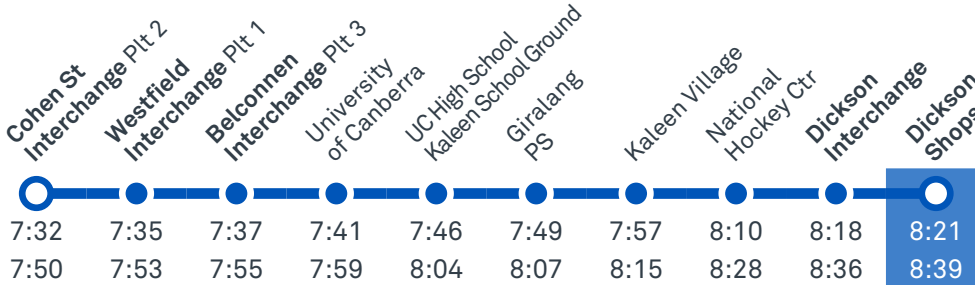 Cohen St
Interchange Plt 2
Westfield
Interchange Plt 1
Belconnen
Interchange Plt 3
University
of Canberra
UC High School
Kaleen School Ground
Giralang
PS
Kaleen Village
National
Hockey Ctr
Dickson
Interchange
Dickson
Shops
7:32 7:35 7:37 7:41 7:46 7:49 7:57 8:10 8:18 8:21
7:50 7:53 7:55 7:59 8:04 8:07 8:15 8:28 8:36 8:39